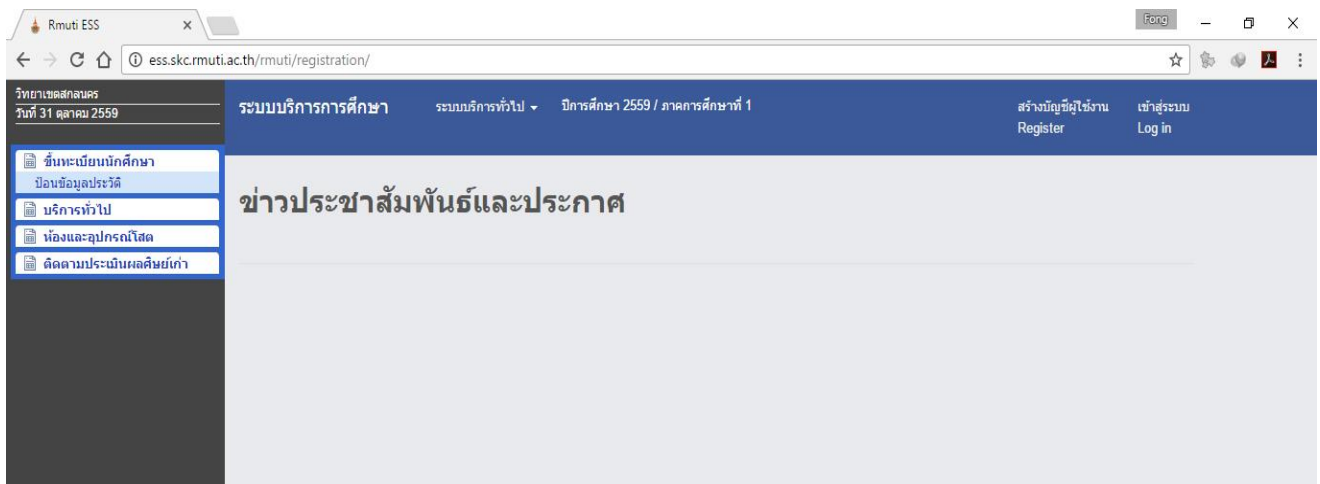 Rmuti ESS
Fong
ess.skc.rmuti.ac.th/rmuti/registration/
วิทยาเขตสกลนคร
วันที่ 31 ตุลาคม 2559
ระบบบริการการศึกษา
ระบบบริการทั่วไป
ปีการศึกษา 2559 / ภาคการศึกษาที่ 1
สร้างบัญชีผู้ใช้งาน
Register
เข้าสู่ระบบ
Log in
ขึ้นทะเบียนนักศึกษา
ป้อนข้อมูลประวัติ
บริการทั่วไป
ห้องและอุปกรณ์โสต
ติดตามประเมินผลศิษย์เก่า
ข่าวประชาสัมพันธ์และประกาศ